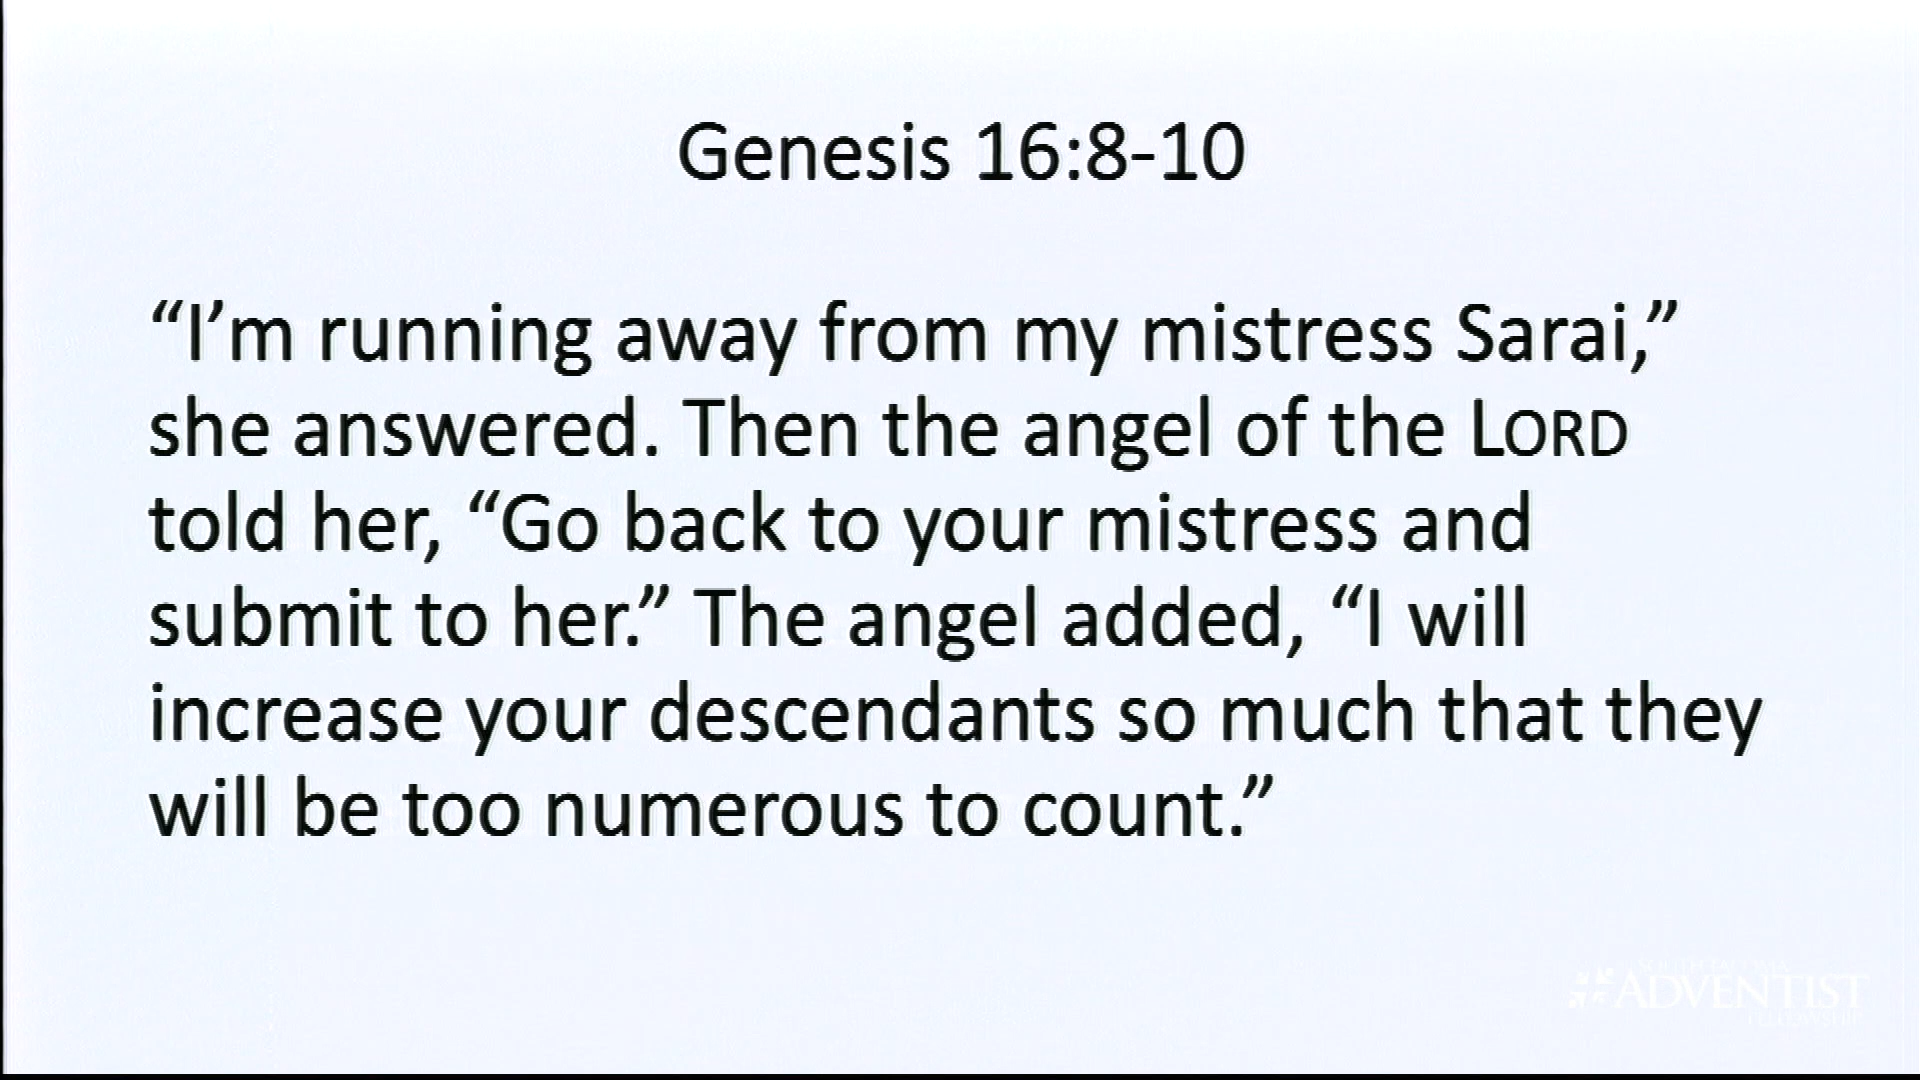 Genesis 16:8-10
“I’m running away from my mistress Sarai,”
she answered. Then the angel of the LORD
told her, “Go back to your mistress and
submit to her.” The angel added, “I will
increase your descendants so much that they
will be too numerous to count.”
ADVENTIST